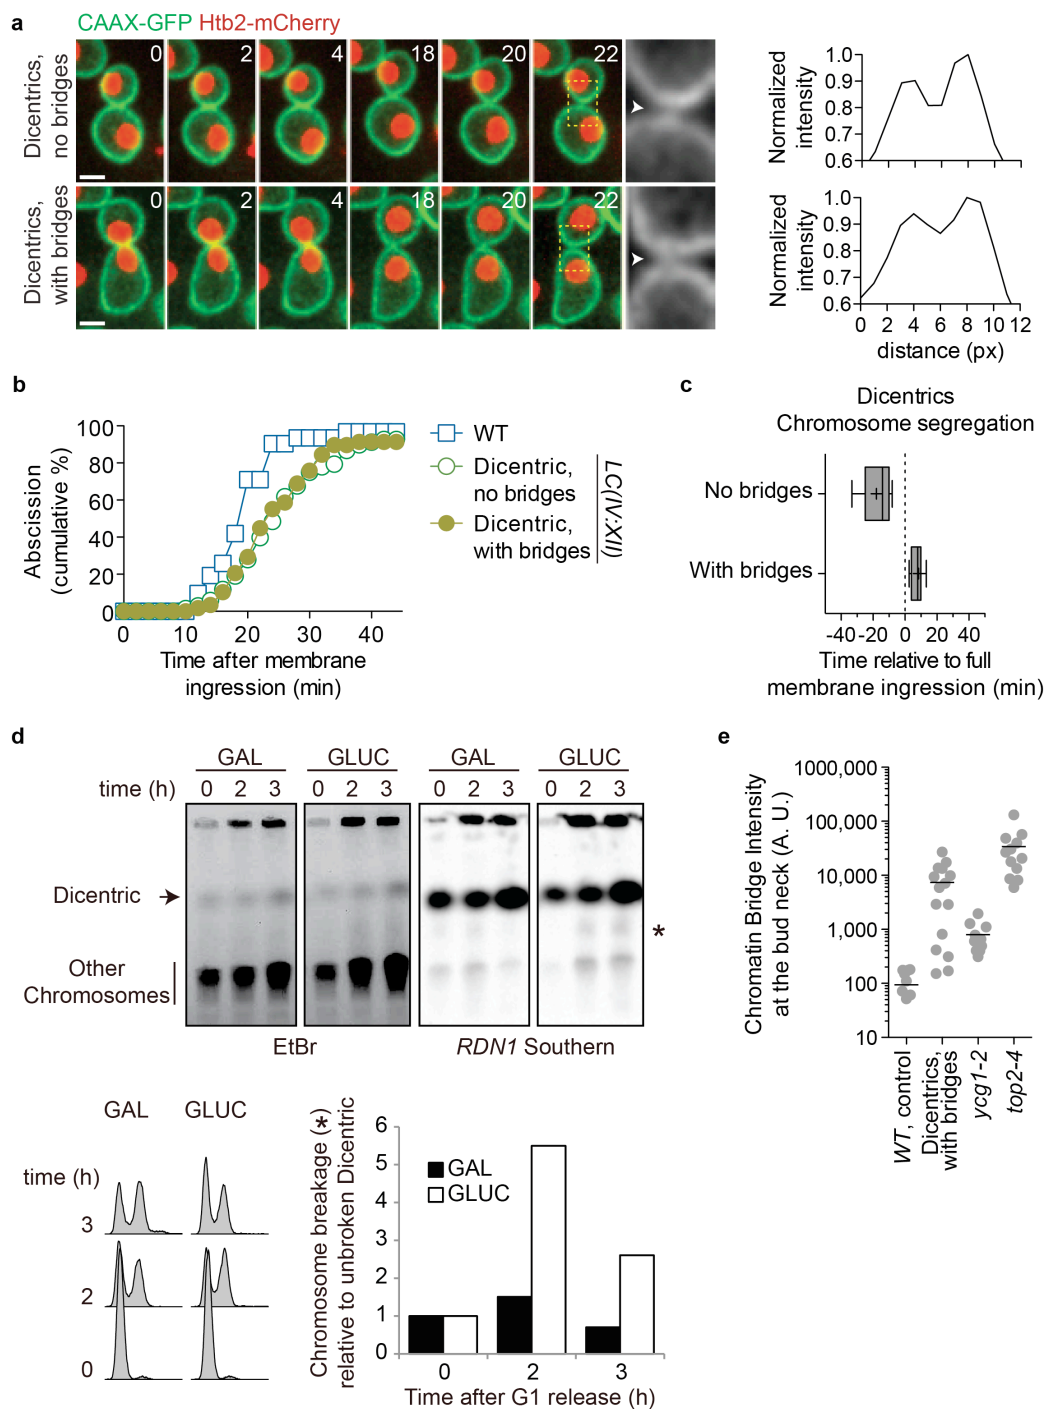 a
CAAX-GFP Htb2-mCherry
Dicentrics,
no bridges
0 2 4 18 20 22
Dicentrics,
with bridges
0 2 4 18 20 22
Normalized
intensity
1.0
0.9
0.8
0.7
0.6
Normalized
intensity
1.0
0.9
0.8
0.7
0.6
0 2 4 6 8 10 12
distance (px)
b
Abscission
(cumulative %)
100
80
60
40
20
0
0 10 20 30 40
Time after membrane
ingression (min)
WT
Dicentric,
no bridges
Dicentric,
with bridges
LC(IV:XII)
c
Dicentrics
Chromosome segregation
No bridges
With bridges
-40 -20 0 20 40
Time relative to full
membrane ingression (min)
d
GAL GLUC GAL GLUC
time (h) 0 2 3 0 2 3 0 2 3 0 2 3
Dicentric
*
Other
Chromosomes
EtBr RDN1 Southern
GAL GLUC
time (h)
3
2
0
Chromosome breakage (*)
relative to unbroken Dicentric
6
5
4
3
2
1
0
GAL
GLUC
0 2 3
Time after G1 release (h)
e
Chromatin Bridge Intensity
at the bud neck (A. U.)
1000,000
100,000
10,000
1,000
100
10
WT, control
Dicentrics,
with bridges
ycg1-2
top2-4